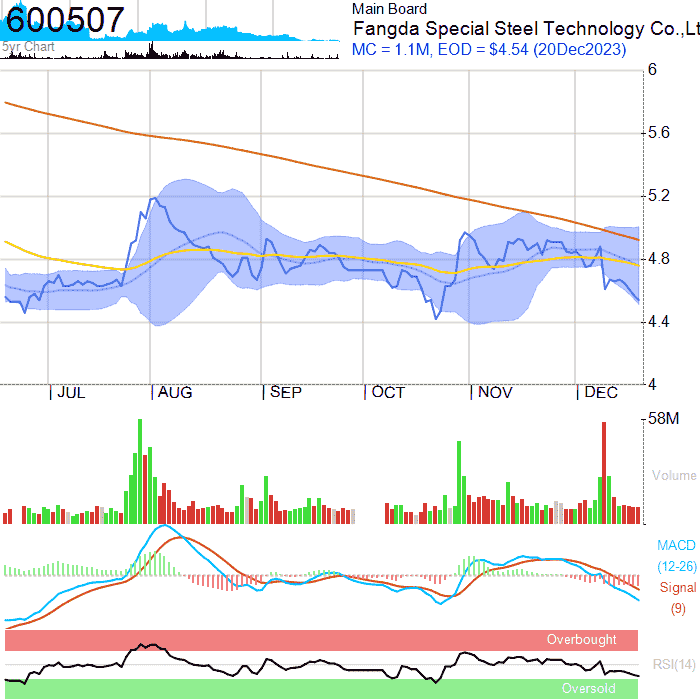 600507
5yr Chart
Main Board
Fangda Special Steel Technology Co.,Lt
MC = 1.1M, EOD = $4.54 (20Dec2023)
6
5.6
5.2
4.8
4.4
4
JUL AUG SEP OCT NOV DEC
58M
Volume
MACD
(12-26)
Signal
(9)
Overbought
RSI(14)
Oversold